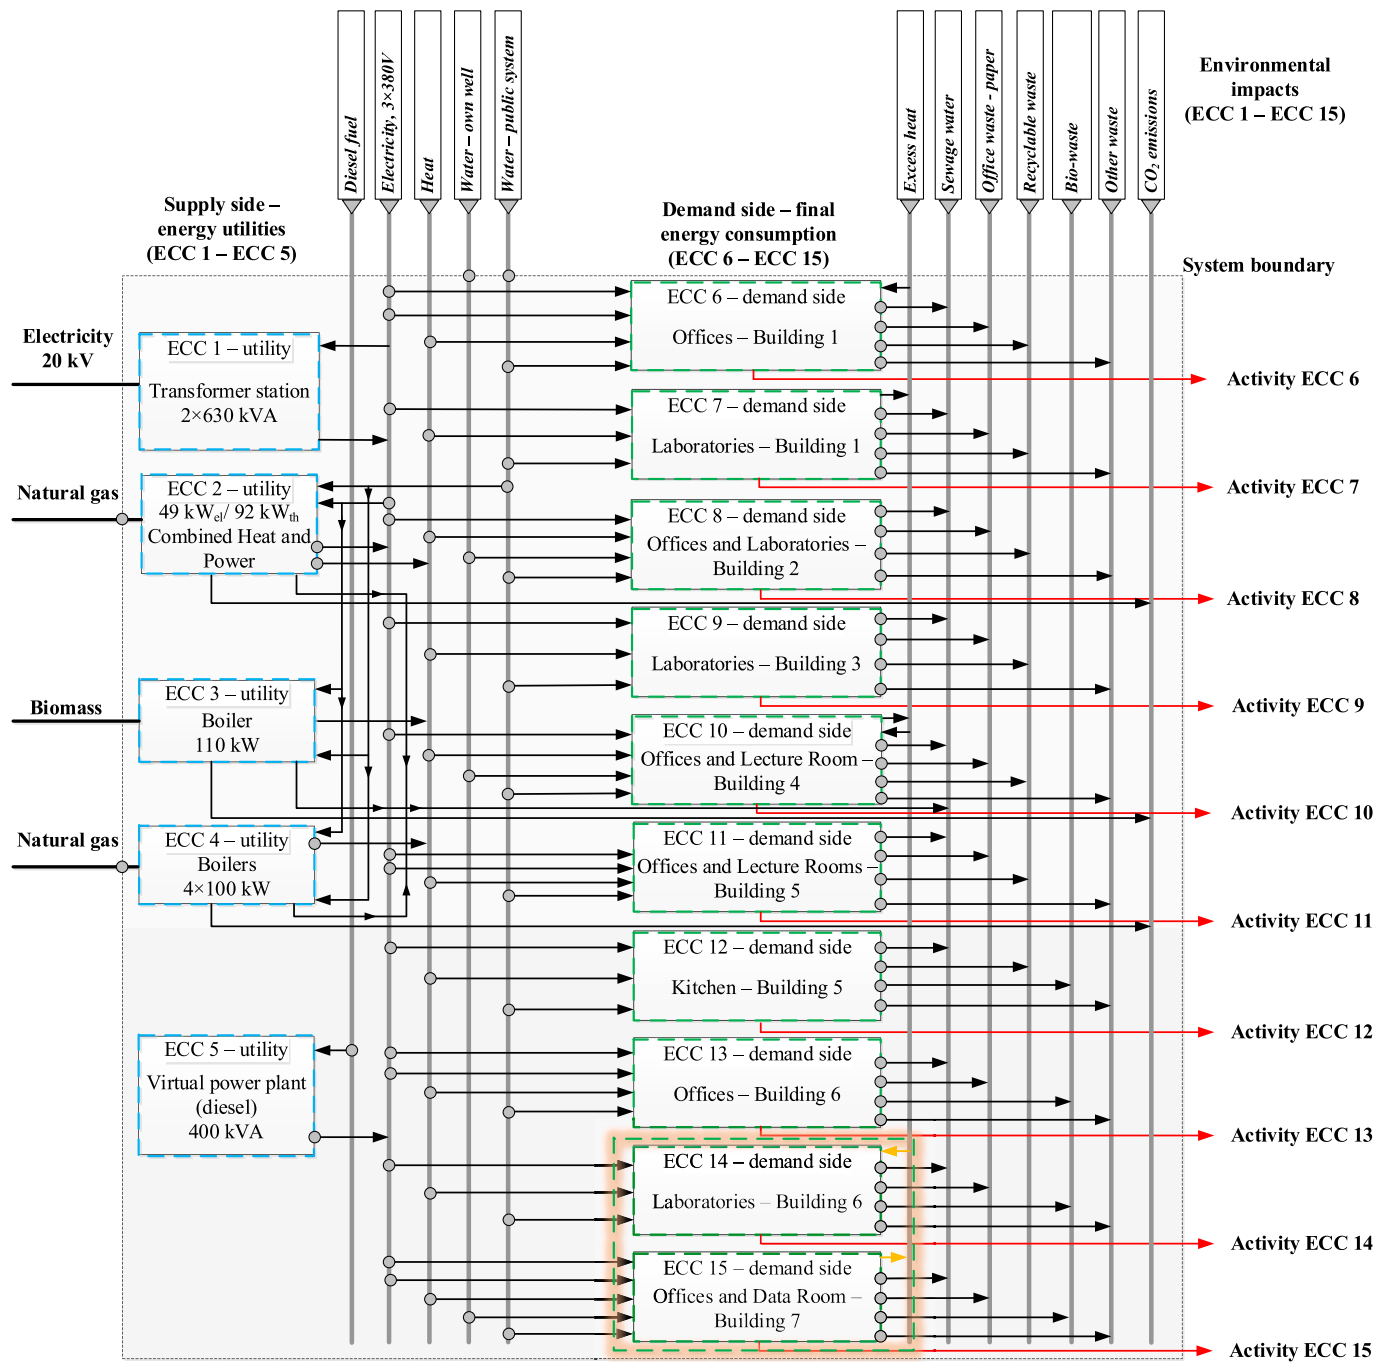 Diesel fuel
Electricity, 3×380V
Heat
Water – own well
Water – public system
Excess heat
Sewage water
Office waste - paper
Recyclable waste
Bio-waste
Other waste
CO₂ emissions
Environmental
impacts
(ECC 1 – ECC 15)
Supply side –
energy utilities
(ECC 1 – ECC 5)
Demand side – final
energy consumption
(ECC 6 – ECC 15)
System boundary
Electricity
20 kV
ECC 1 – utility
Transformer station
2×630 kVA
Natural gas
ECC 2 – utility
49 kWel/ 92 kWth
Combined Heat and
Power
Biomass
ECC 3 – utility
Boiler
110 kW
Natural gas
ECC 4 – utility
Boilers
4×100 kW
ECC 5 – utility
Virtual power plant
(diesel)
400 kVA
ECC 6 – demand side
Offices – Building 1
Activity ECC 6
ECC 7 – demand side
Laboratories – Building 1
Activity ECC 7
ECC 8 – demand side
Offices and Laboratories –
Building 2
Activity ECC 8
ECC 9 – demand side
Laboratories – Building 3
Activity ECC 9
ECC 10 – demand side
Offices and Lecture Room –
Building 4
Activity ECC 10
ECC 11 – demand side
Offices and Lecture Rooms –
Building 5
Activity ECC 11
ECC 12 – demand side
Kitchen – Building 5
Activity ECC 12
ECC 13 – demand side
Offices – Building 6
Activity ECC 13
ECC 14 – demand side
Laboratories – Building 6
Activity ECC 14
ECC 15 – demand side
Offices and Data Room –
Building 7
Activity ECC 15